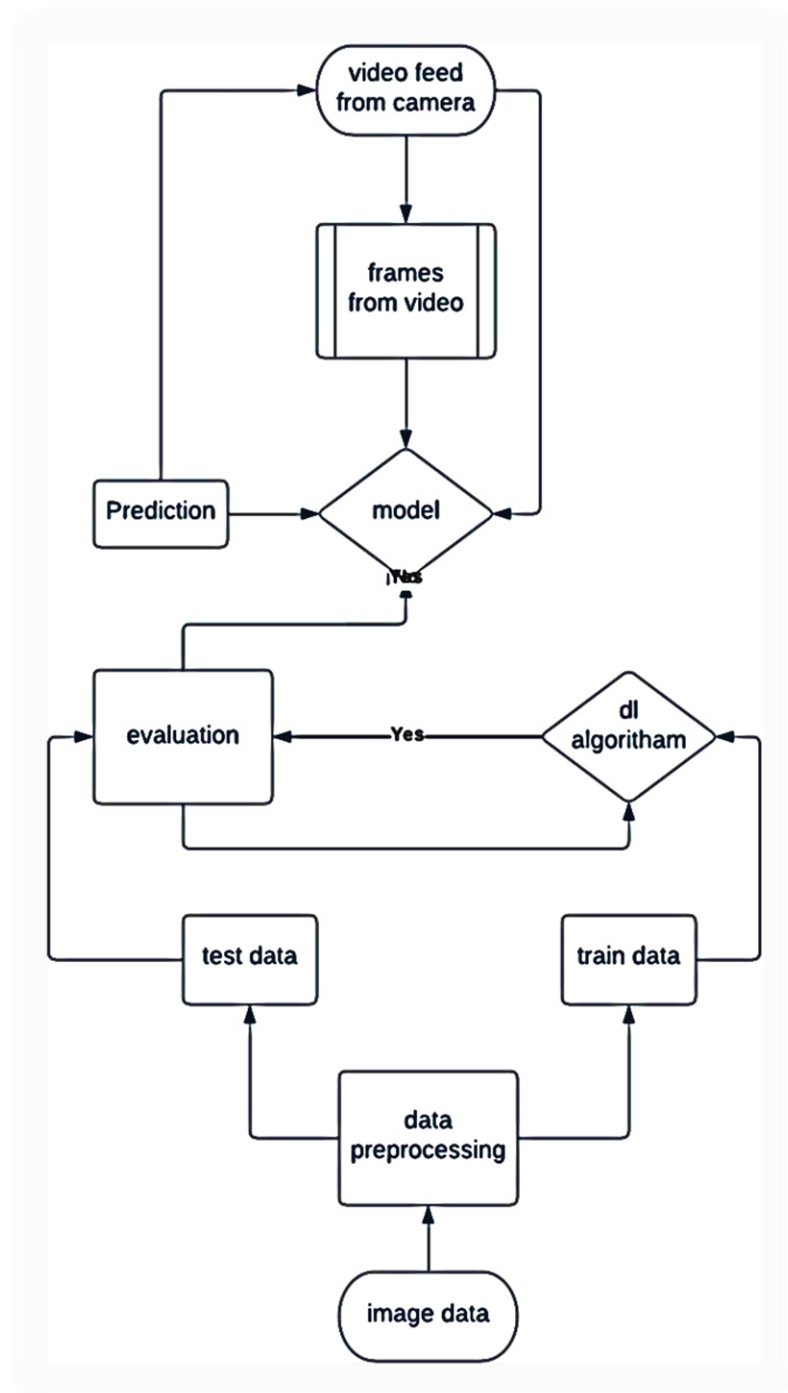 video feed
from camera
frames
from video
Prediction
model
evaluation
Yes
dl
algoritham
test data
train data
data
preprocessing
image data